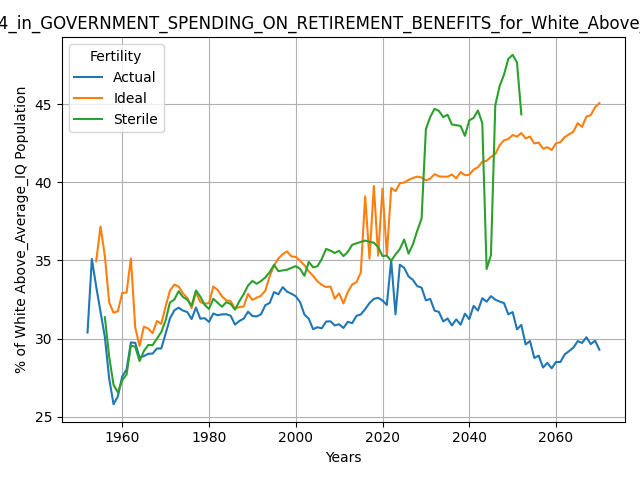 4_in_GOVERNMENT_SPENDING_ON_RETIREMENT_BENEFITS_for_White_Above_
Fertility
Actual
Ideal
Sterile
% of White Above_Average_IQ Population
45
40
35
30
25
1960
1980
2000
2020
2040
2060
Years